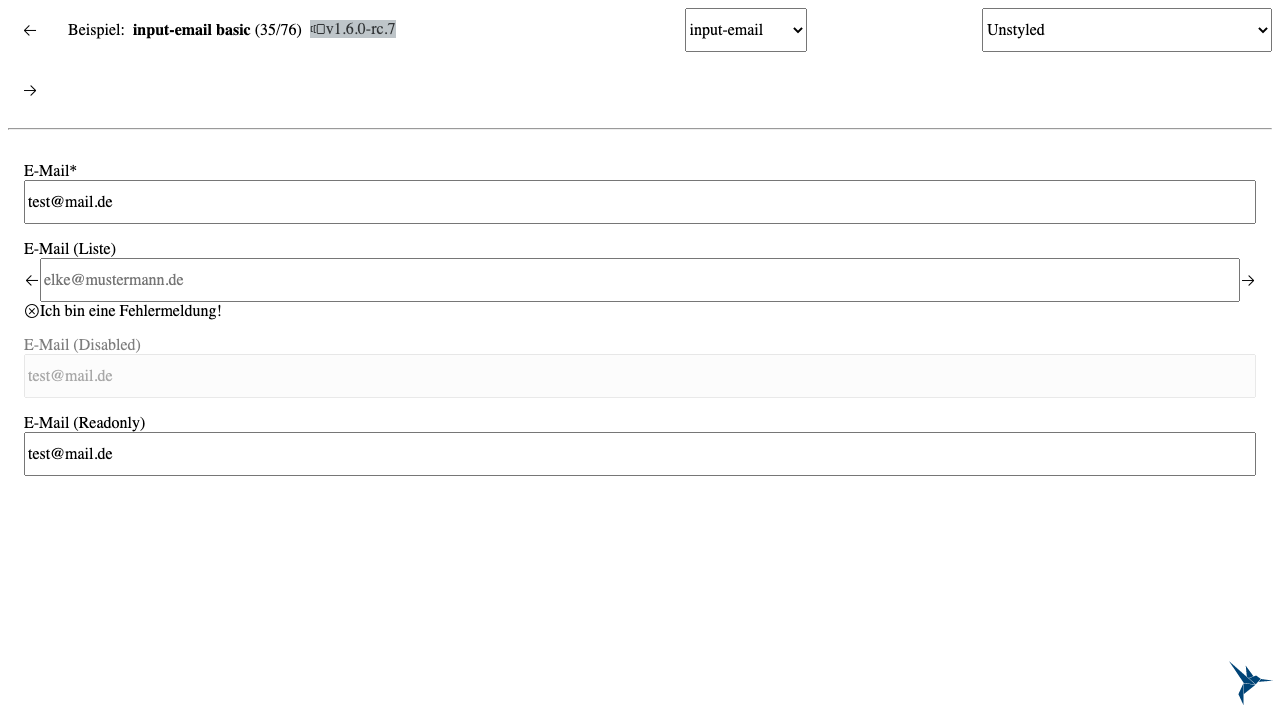 ← Beispiel: input-email basic (35/76) v1.6.0-rc.7 input-email Unstyled
→
E-Mail*
test@mail.de
E-Mail (Liste)
← elke@mustermann.de →
Ich bin eine Fehlermeldung!
E-Mail (Disabled)
test@mail.de
E-Mail (Readonly)
test@mail.de